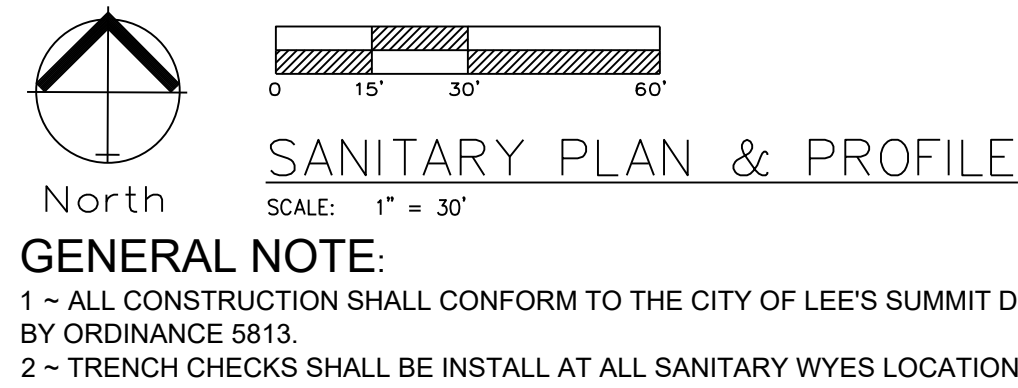 0 15' 30' 60'
SANITARY PLAN & PROFILE
North
SCALE: 1" = 30'
GENERAL NOTE:
1 ~ ALL CONSTRUCTION SHALL CONFORM TO THE CITY OF LEE'S SUMMIT D
BY ORDINANCE 5813.
2 ~ TRENCH CHECKS SHALL BE INSTALL AT ALL SANITARY WYES LOCATION